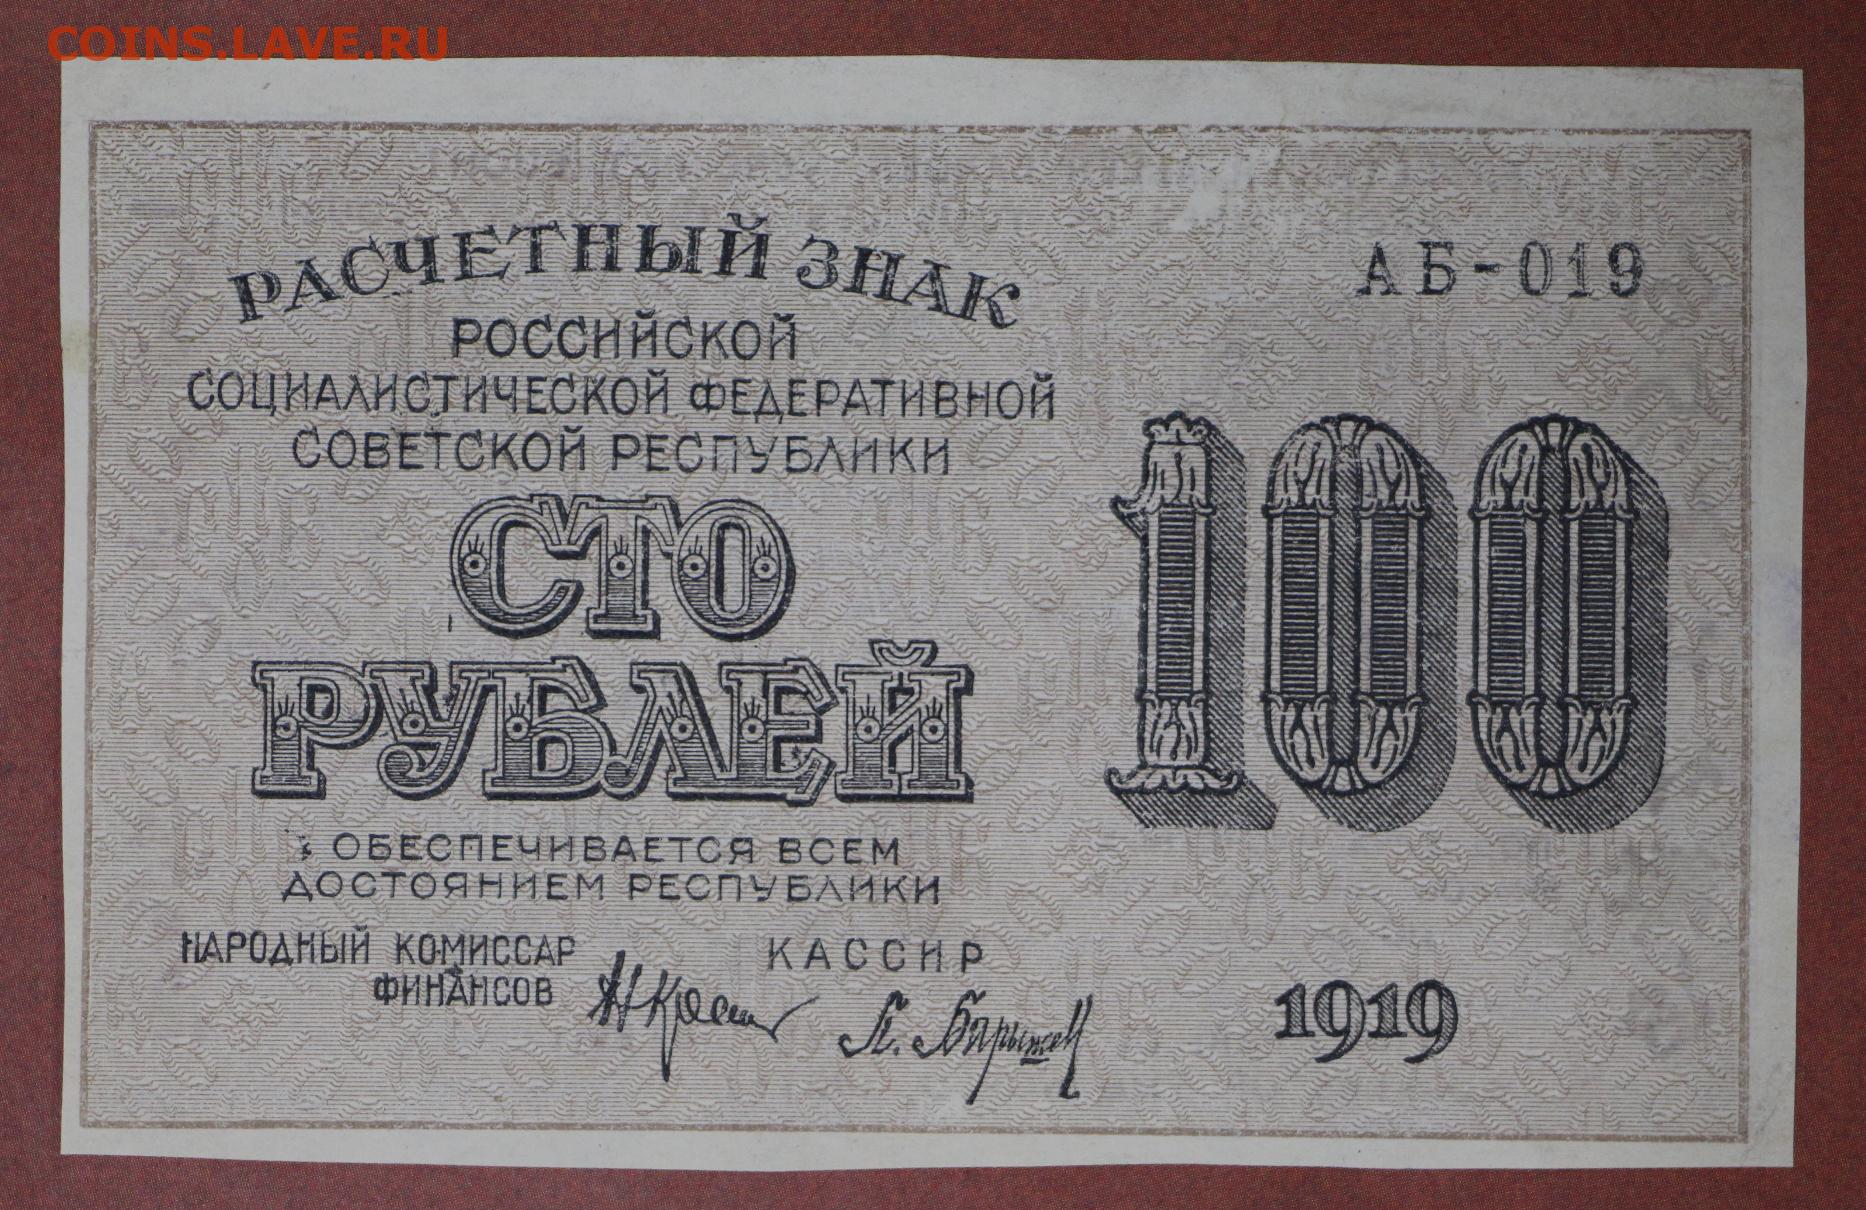 COINS.LAVE.RU
РАСЧЕТНЫЙ ЗНАК
РОССИЙСКОЙ
СОЦИАЛИСТИЧЕСКОЙ ФЕДЕРАТИВНОЙ
СОВЕТСКОЙ РЕСПУБЛИКИ
СТО
РУБЛЕЙ
ОБЕСПЕЧИВАЕТСЯ ВСЕМ
ДОСТОЯНИЕМ РЕСПУБЛИКИ
НАРОДНЫЙ КОМИССАР
ФИНАНСОВ
КАССИР
АБ-019
100
1919